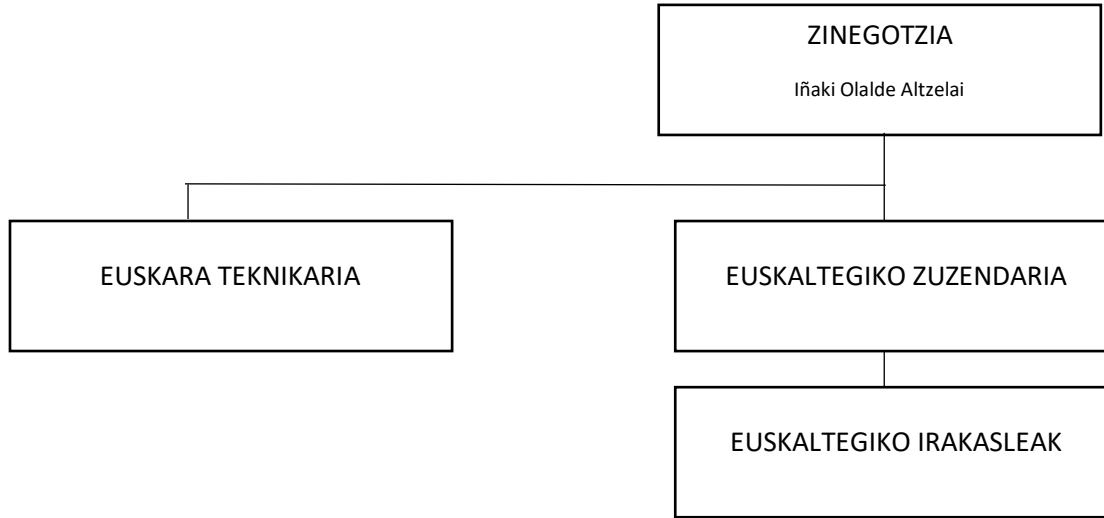 ZINEGOTZIA
Iñaki Olalde Altzelai
EUSKARA TEKNIKARIA
EUSKALTEGIKO ZUZENDARIA
EUSKALTEGIKO IRAKASLEAK